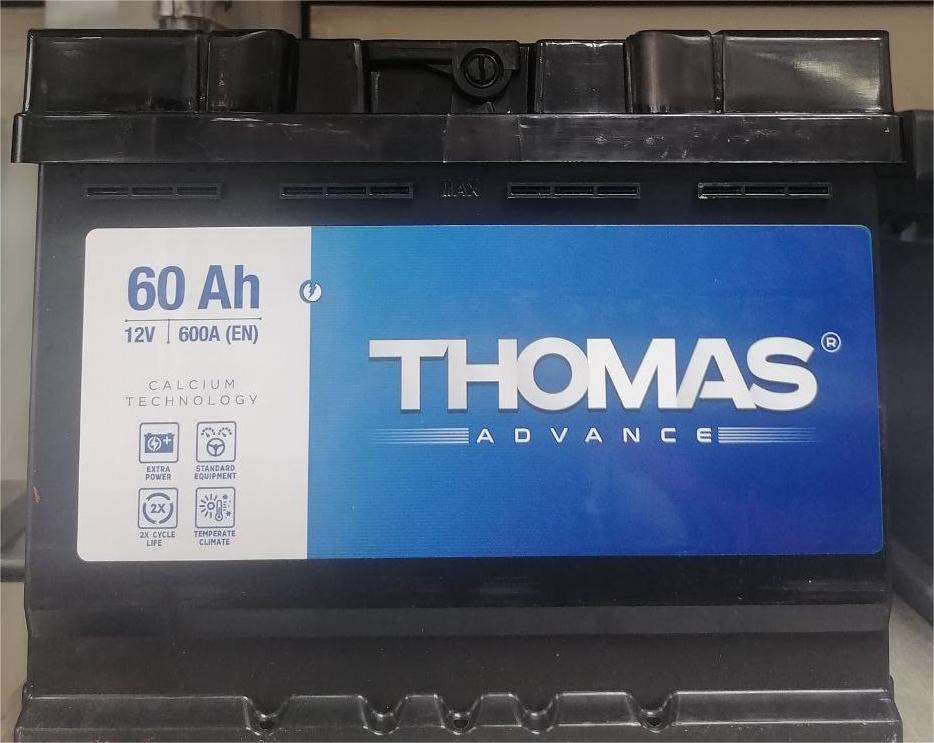 MAX
60 Ah
12V 600A (EN)
CALCIUM
TECHNOLOGY
EXTRA
POWER
STANDARD
EQUIPMENT
2X
2X CYCLE
LIFE
TEMPERATE
CLIMATE
THOMAS®
ADVANCE